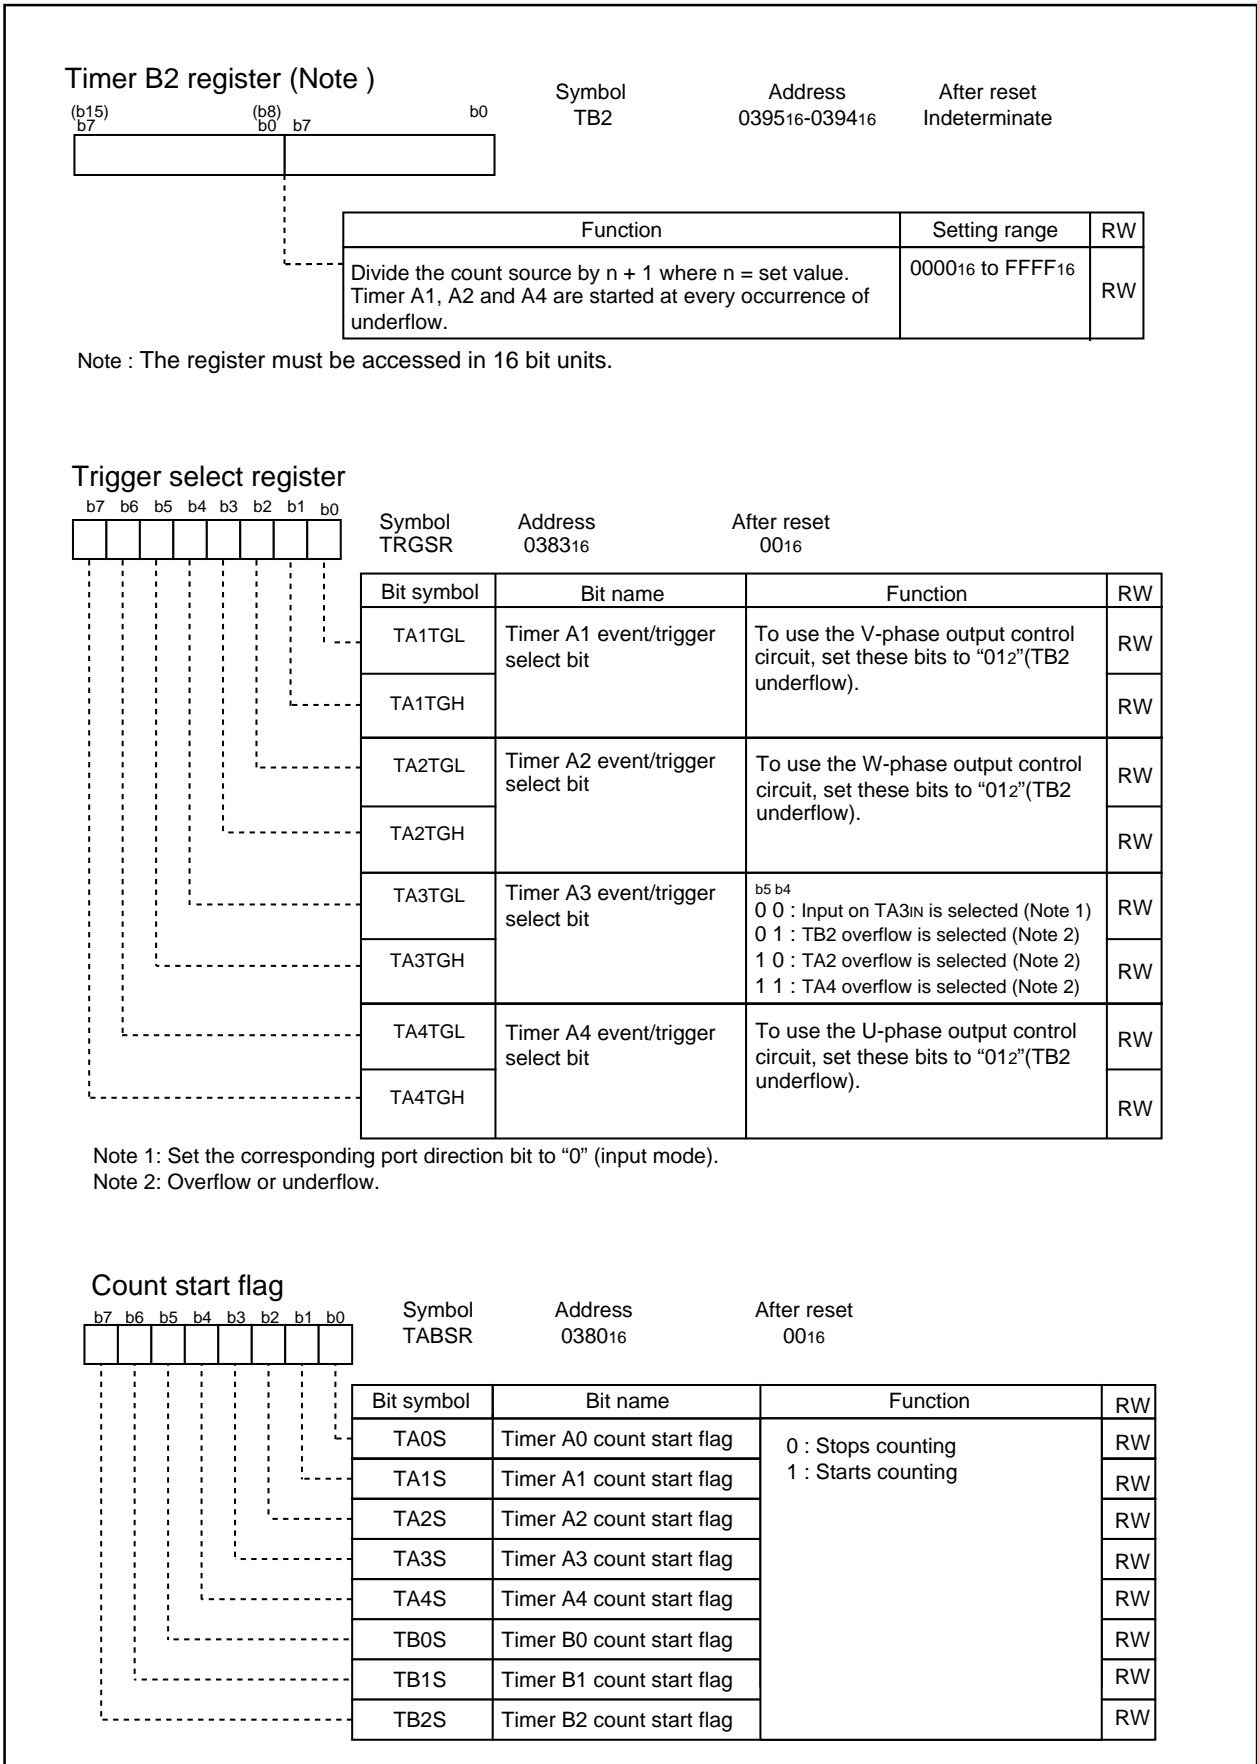 Timer B2 register (Note )
Symbol Address After reset
(b15) (b8) b0
b7 b0 b7
TB2 039516-039416 Indeterminate
Function Setting range RW
Divide the count source by n + 1 where n = set value. 000016 to FFFF16
Timer A1, A2 and A4 are started at every occurrence of RW
underflow.
Note : The register must be accessed in 16 bit units.
Trigger select register
b7 b6 b5 b4 b3 b2 b1 b0
Symbol Address After reset
TRGSR 038316 0016
Bit symbol Bit name Function RW
TA1TGL Timer A1 event/trigger To use the V-phase output control RW
select bit circuit, set these bits to “012”(TB2
underflow).
TA1TGH RW
TA2TGL Timer A2 event/trigger To use the W-phase output control RW
select bit circuit, set these bits to “012”(TB2
underflow).
TA2TGH RW
TA3TGL Timer A3 event/trigger b5 b4
select bit 0 0 : Input on TA3IN is selected (Note 1) RW
0 1 : TB2 overflow is selected (Note 2)
TA3TGH 1 0 : TA2 overflow is selected (Note 2) RW
1 1 : TA4 overflow is selected (Note 2)
TA4TGL Timer A4 event/trigger To use the U-phase output control RW
select bit circuit, set these bits to “012”(TB2
underflow).
TA4TGH RW
Note 1: Set the corresponding port direction bit to “0” (input mode).
Note 2: Overflow or underflow.
Count start flag
b7 b6 b5 b4 b3 b2 b1 b0
Symbol Address After reset
TABSR 038016 0016
Bit symbol Bit name Function RW
TA0S Timer A0 count start flag 0 : Stops counting RW
TA1S Timer A1 count start flag 1 : Starts counting RW
TA2S Timer A2 count start flag RW
TA3S Timer A3 count start flag RW
TA4S Timer A4 count start flag RW
TB0S Timer B0 count start flag RW
TB1S Timer B1 count start flag RW
TB2S Timer B2 count start flag RW